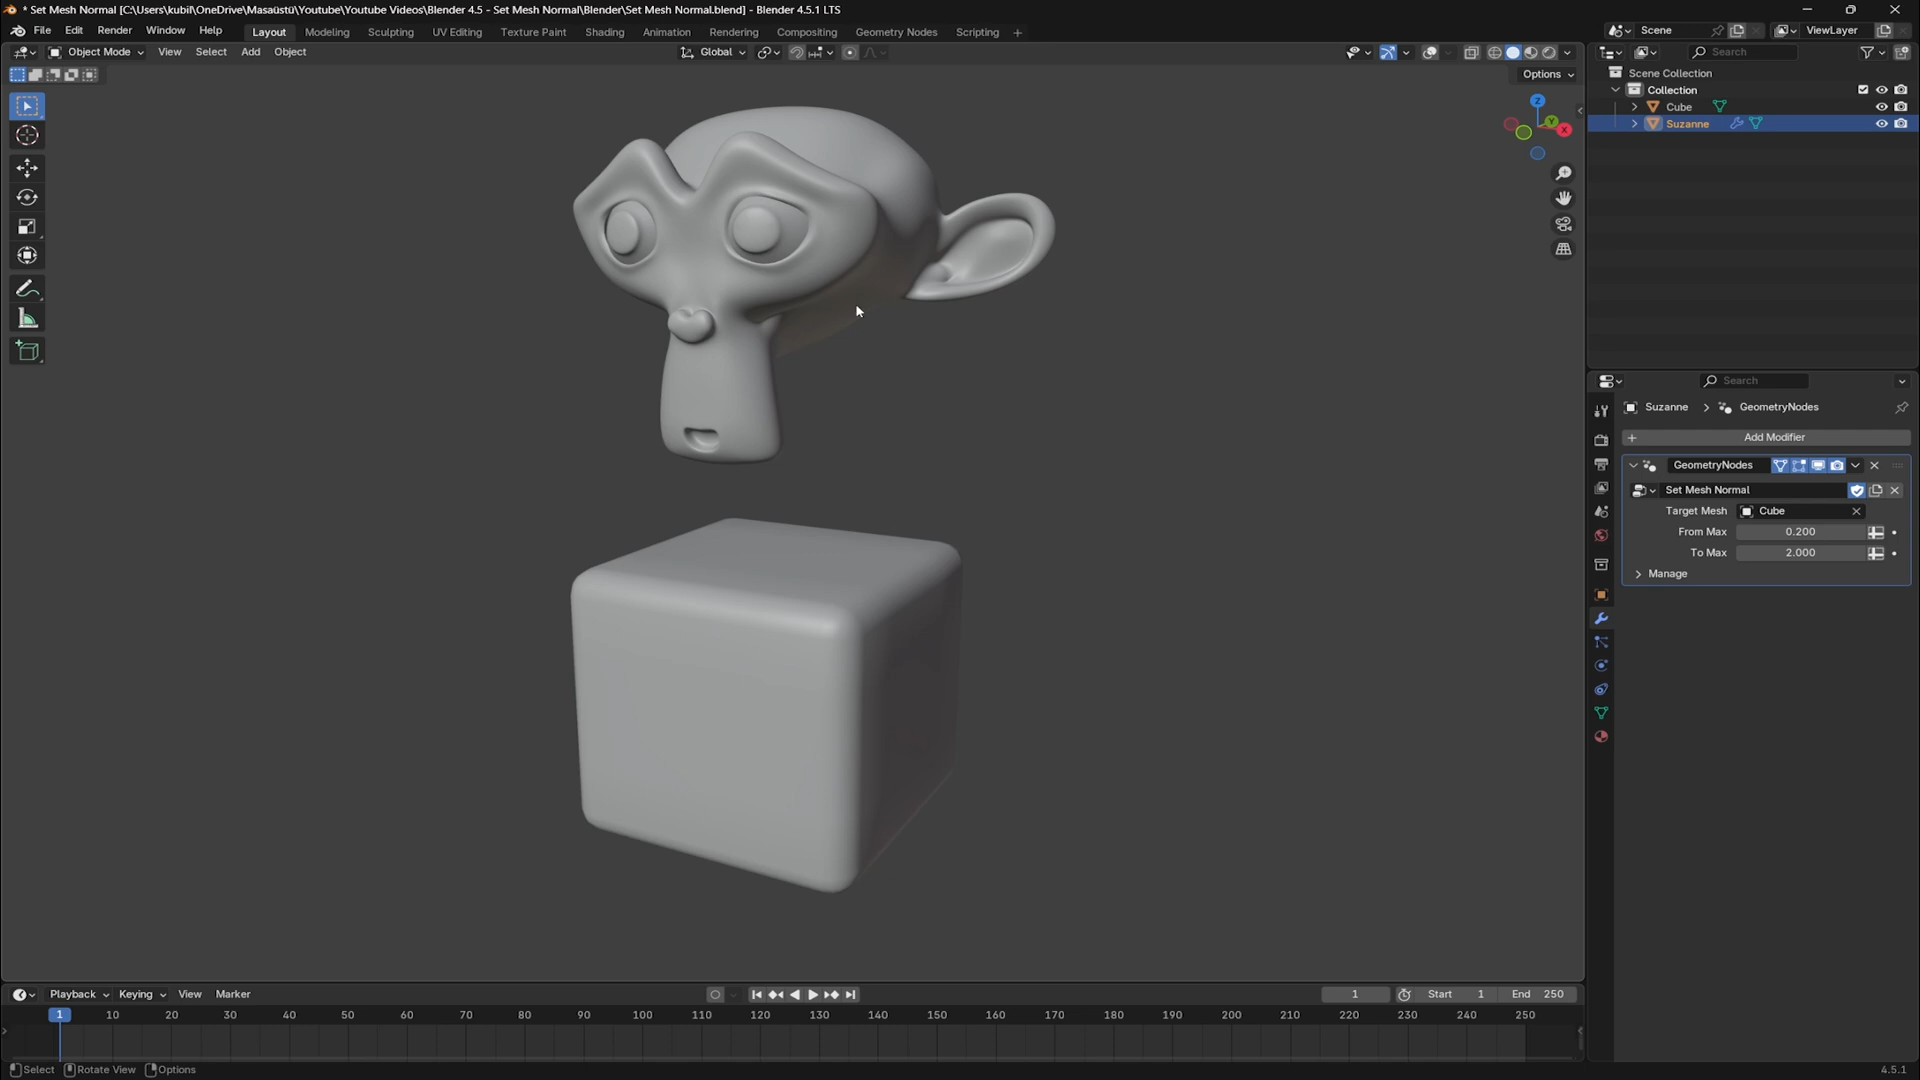 * Set Mesh Normal [C:\Users\kubil\OneDrive\Masaüstü\Youtube\Youtube Videos\Blender 4.5 - Set Mesh Normal\Blender\Set Mesh Normal.blend] - Blender 4.5.1 LTS
File Edit Render Window Help Layout Modeling Sculpting UV Editing Texture Paint Shading Animation Rendering Compositing Geometry Nodes Scripting +
Scene ViewLayer
Object Mode View Select Add Object Global
Search
Options
Scene Collection
Collection
Cube
Suzanne
Z
Y
X
Search
Suzanne > GeometryNodes
+ Add Modifier
GeometryNodes
Set Mesh Normal
Target Mesh Cube
From Max 0.200
To Max 2.000
Manage
Playback Keying View Marker 1 Start 1 End 250
1 10 20 30 40 50 60 70 80 90 100 110 120 130 140 150 160 170 180 190 200 210 220 230 240 250
Select Rotate View Options 4.5.1